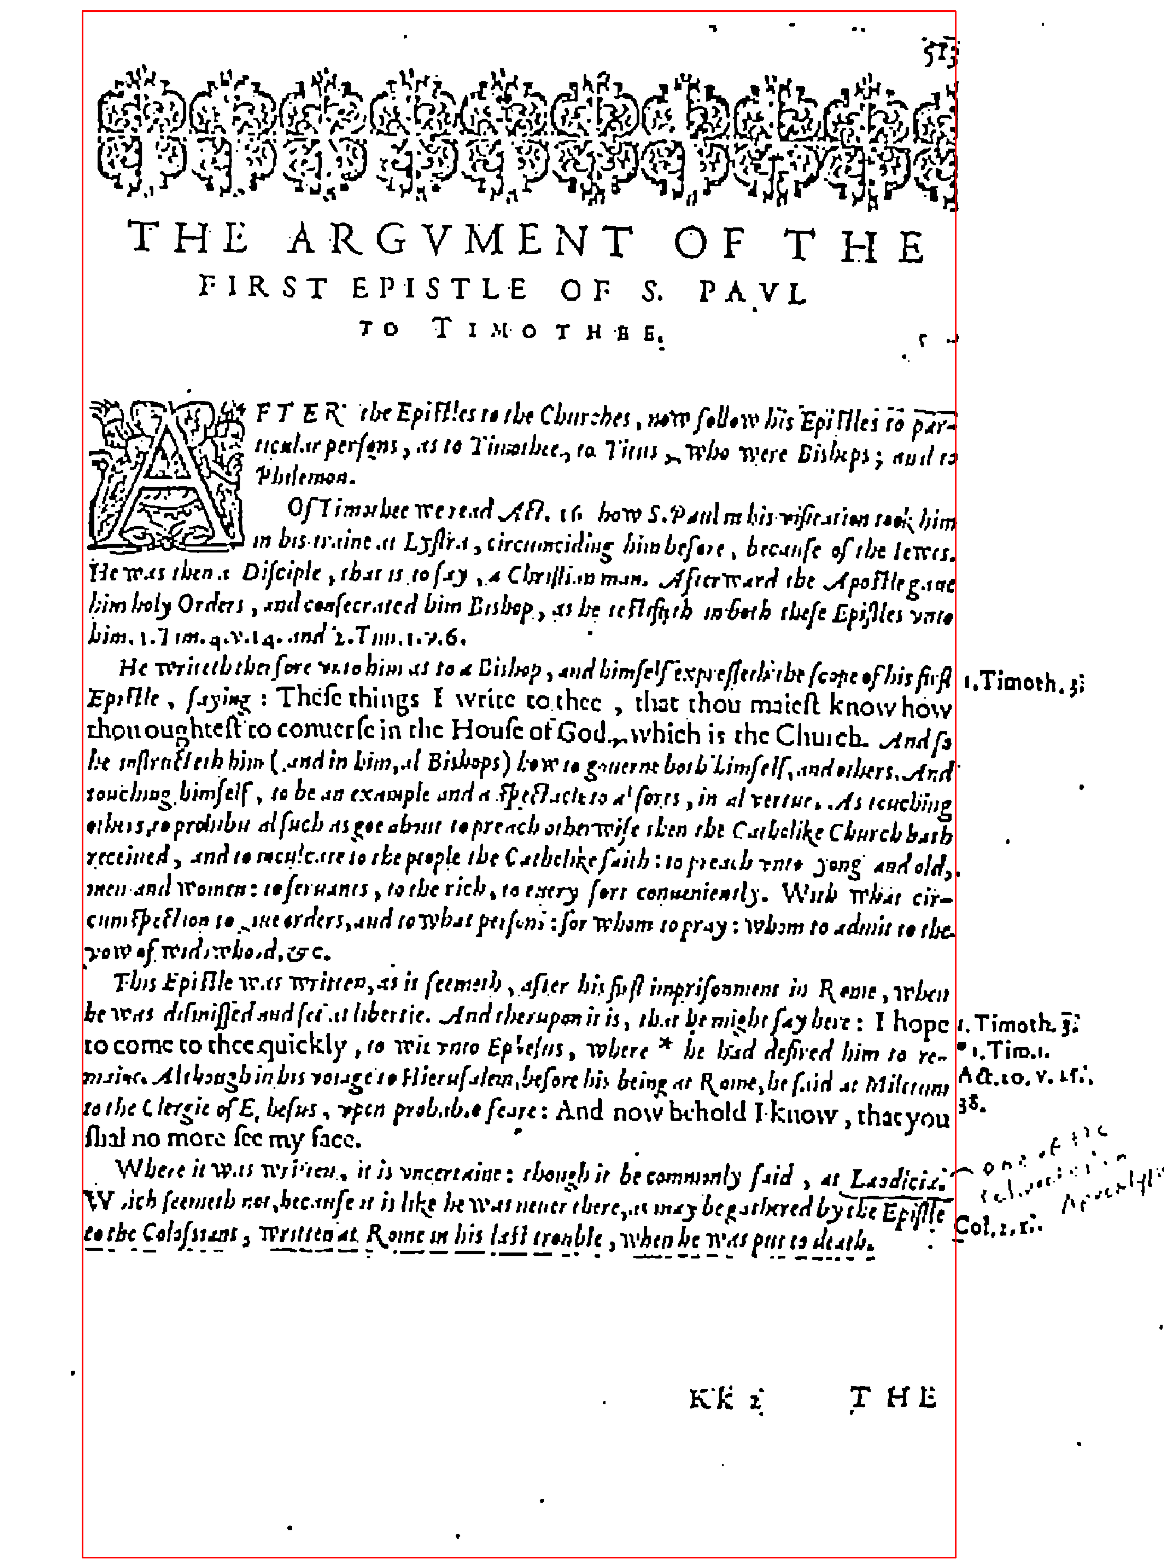 513
THE ARGVMENT OF THE
FIRST EPISTLE OF S. PAVL
TO TIMOTHEE.
AFTER the Epistles to the Churches, now follow his Epistles to par-
ticular persons, as to Timothee, to Titus, who were Bishops; and to
Philemon.
Of Timothee we read Act. 16 how S. Paul in his visitation took him
in his traine at Lystra, circumciding him before, because of the Iewes.
He was then a Disciple, that is to say, a Christian man. Afterward the Apostle gaue
him holy Orders, and consecrated him Bishop, as he testifieth in both these Epistles vnto
him. 1. Tim. 4. v. 14. and 2. Tim. 1. v. 6.
He writeth therfore vnto him as to a Bishop, and himself expresseth the scope of his first
1. Timoth. 3.
Epistle, saying: These things I write to thee, that thou maiest know how
thou oughtest to conuerse in the House of God, which is the Church. And so
he instructeth him (and in him, al Bishops) how to gouerne both himself, and others. And
touching himself, to be an example and a spectacle to al sorts, in al vertue. As touching
others, to prohibit al such as goe about to preach otherwise then the Catholike Church hath
receiued, and to inculcate to the people the Catholike faith: to preach vnto yong and old,
men and women: to seruants, to the rich, to euery sort conueniently. With what cir-
cumspection to giue orders, and to what persons: for whom to pray: whom to admit to the
vow of widowhood, &c.
This Epistle was written, as it seemeth, after his first imprisonment in Rome, when
he was dismissed and set at libertie. And therupon it is, that he might say here: I hope
1. Timoth. 3.
to come to thee quickly, to wit vnto Ephesus, where * he had desired him to re-
* 1. Tim. 1.
maine. Although in his voiage to Hierusalem, before his being at Rome, he said at Miletum
Act. 20. v. 25.
to the Clergie of Ephesus, vpon probable feare: And now behold I know, that you
38.
shal no more see my face.
Where it was written, it is vncertaine: though it be commonly said, at Laodicia.
one of the
Which seemeth not, because it is like he was neuer there, as may be gathered by the Epistle
Col. 2, 1.
to the Colossians, written at Rome in his last trouble, when he was put to death.
Kk 2 THE